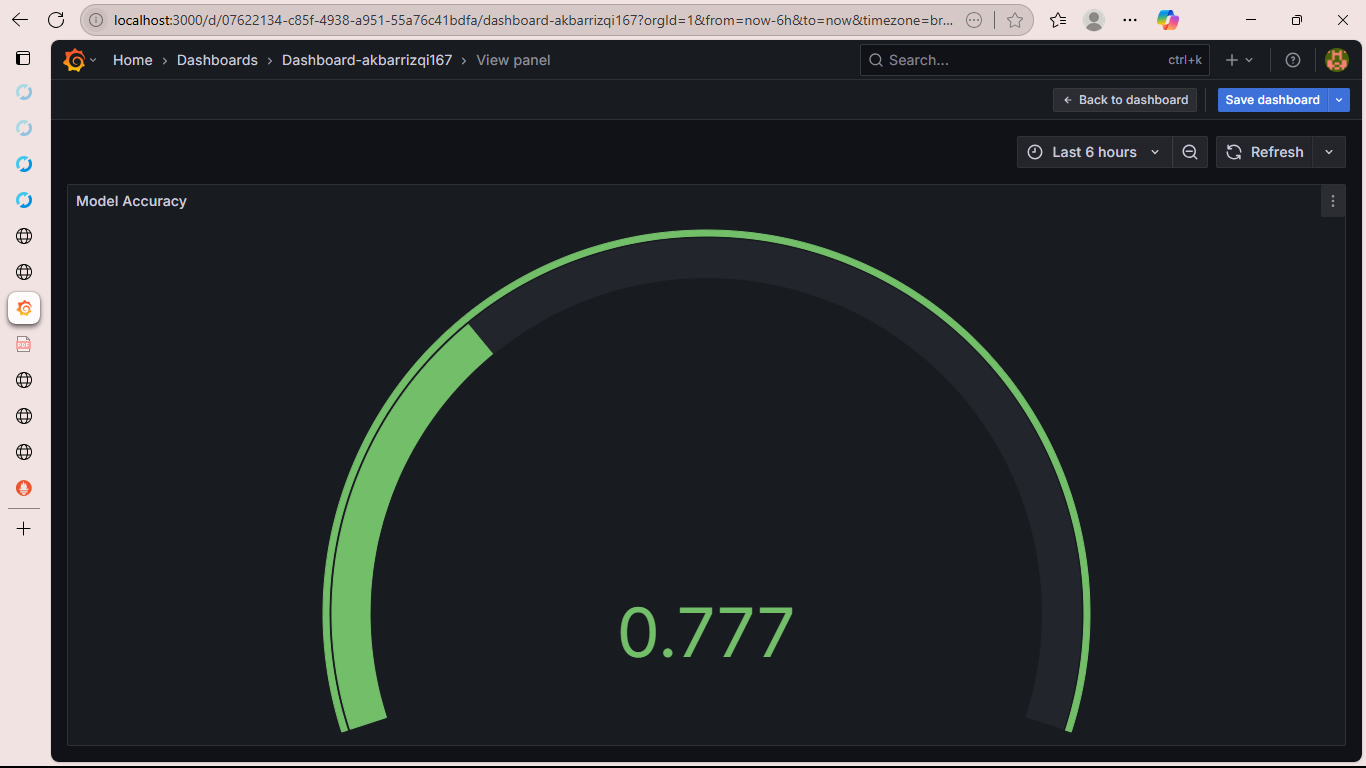 localhost:3000/d/07622134-c85f-4938-a951-55a76c41bdfa/dashboard-akbarrizqi167?orgId=1&from=now-6h&to=now&timezone=br...
Home › Dashboards › Dashboard-akbarrizqi167 › View panel
Search...
ctrl+k
Back to dashboard
Save dashboard
Last 6 hours
Refresh
Model Accuracy
0.777
PDF